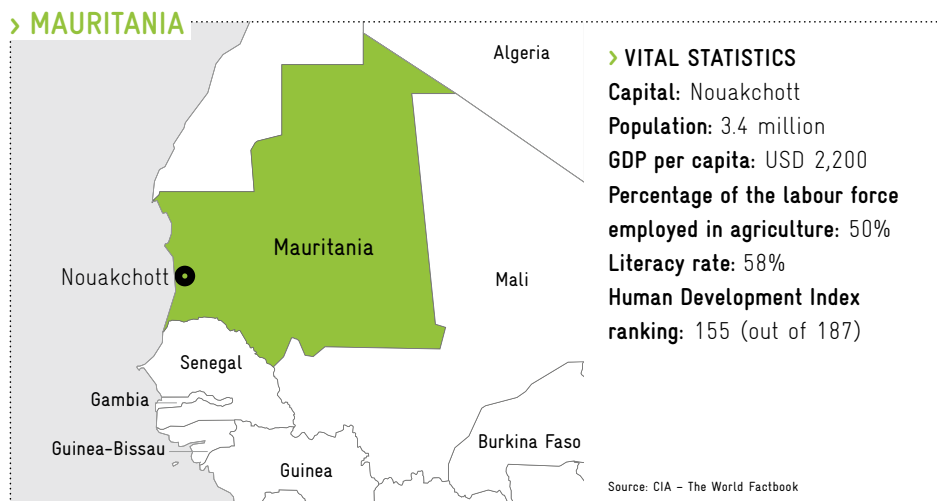 › MAURITANIA
Algeria
Mauritania
Nouakchott
Mali
Senegal
Gambia
Guinea-Bissau
Guinea
Burkina Faso
› VITAL STATISTICS
Capital: Nouakchott
Population: 3.4 million
GDP per capita: USD 2,200
Percentage of the labour force
employed in agriculture: 50%
Literacy rate: 58%
Human Development Index
ranking: 155 (out of 187)
Source: CIA – The World Factbook